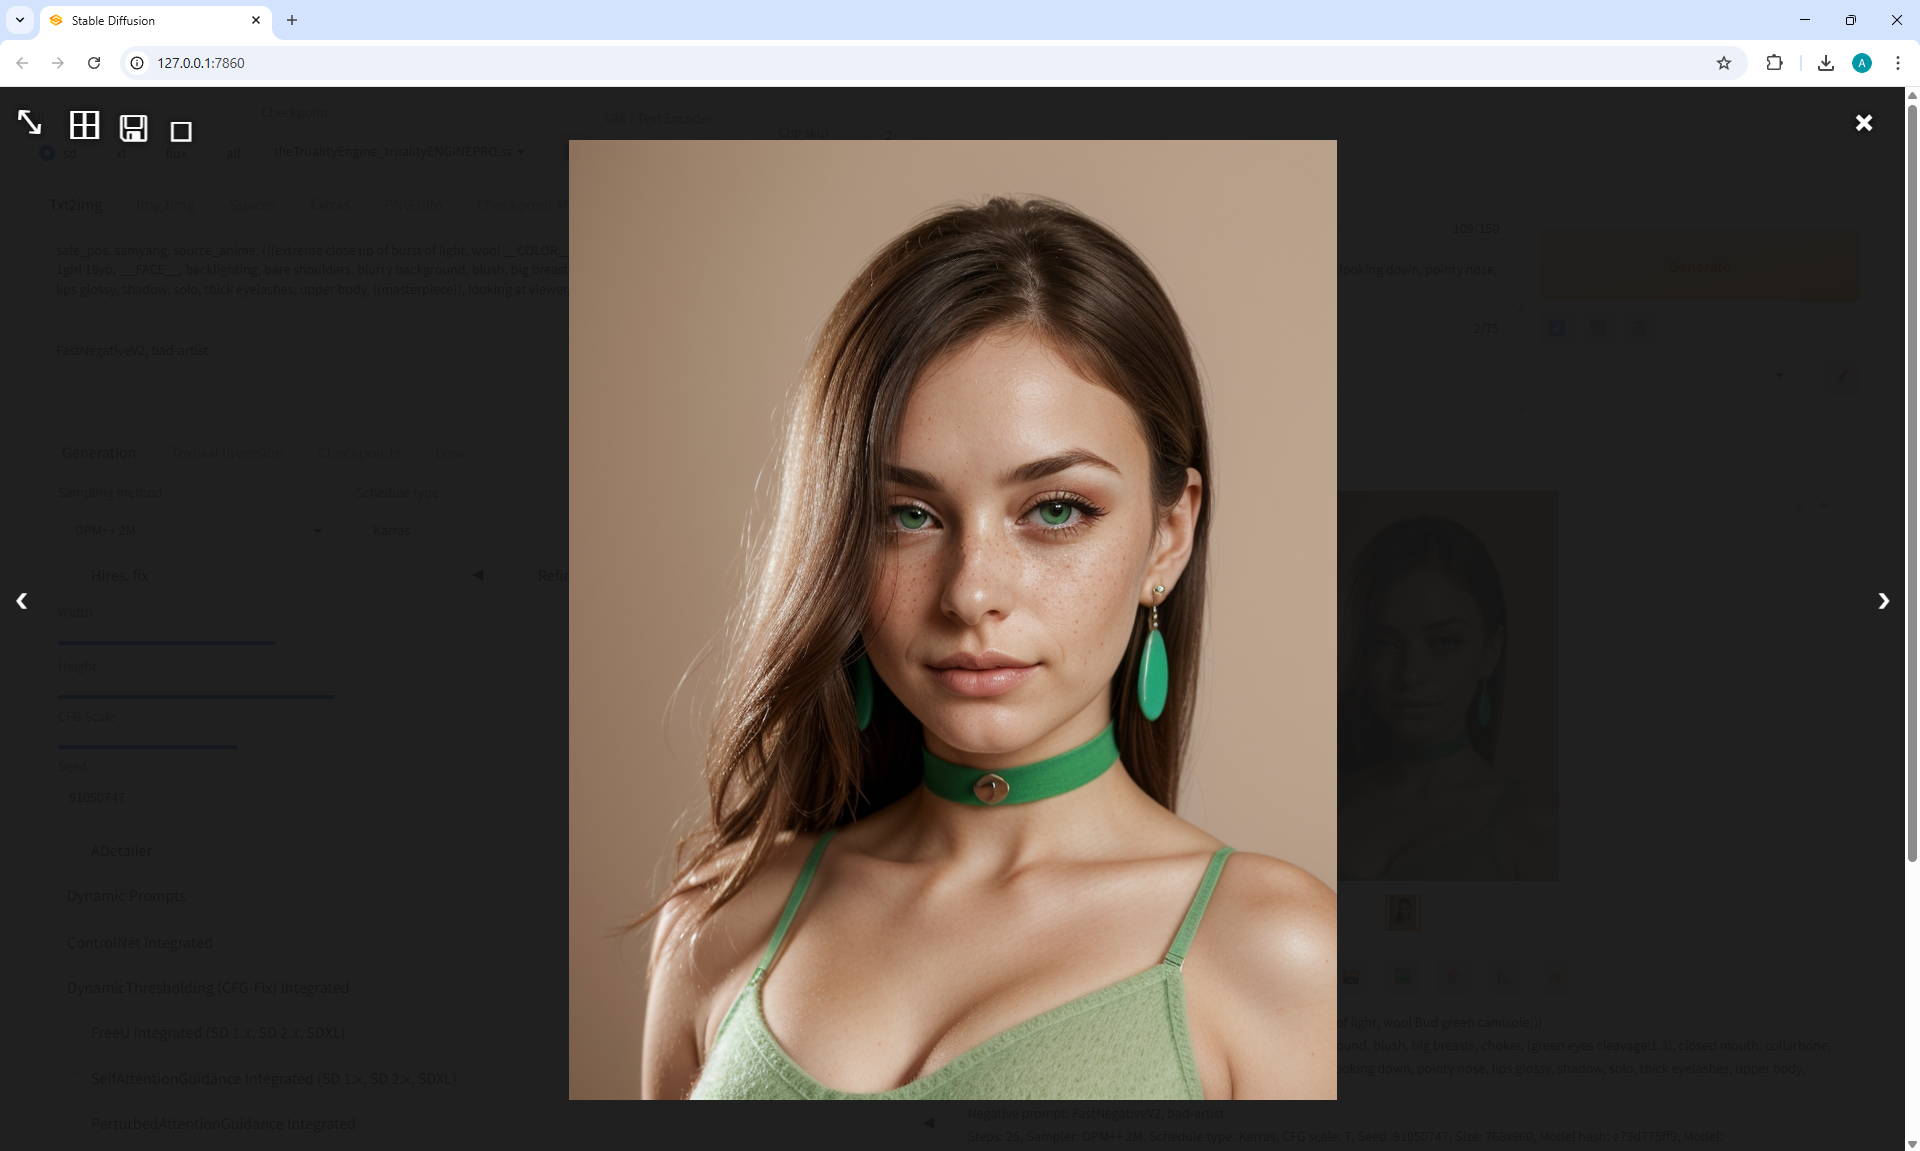 Stable Diffusion
127.0.0.1:7860
Checkpoint
VAE / Text Encoder
Clip skip
2
sd
xl
flux
all
theTrualityEngine_trualityENGINEPRO.s
Txt2img
Img2img
Spaces
Extras
PNG Info
Checkpoint M
safe_pos, samyang, source_anime, (((extreme close up of burst of light, wool __COLOR_
1girl 18yo, __FACE__, backlighting, bare shoulders, blurry background, blush, big breast
looking down, pointy nose,
lips glossy, shadow, solo, thick eyelashes, upper body, ((masterpiece)), looking at viewer
109/150
Generate
2/75
FastNegativeV2, bad-artist
Generation
Textual Inversion
Checkpoints
Lora
Sampling method
Schedule type
DPM++ 2M
Karras
Hires. fix
Refin
Width
Height
CFG Scale
Seed
91050747
ADetailer
Dynamic Prompts
ControlNet Integrated
DynamicThresholding (CFG-Fix) Integrated
FreeU Integrated (SD 1.x, SD 2.x, SDXL)
SelfAttentionGuidance Integrated (SD 1.x, SD 2.x, SDXL)
PerturbedAttentionGuidance Integrated
of light, wool Bud green camisole)))
ound, blush, big breasts, choker, (green eyes cleavage:1.3), closed mouth, collarbone,
ooking down, pointy nose, lips glossy, shadow, solo, thick eyelashes, upper body,
Negative prompt: FastNegativeV2, bad-artist
Steps: 25, Sampler: DPM++ 2M, Schedule type: Karras, CFG scale: 7, Seed: 91050747, Size: 768x960, Model hash: e73d775ff9, Model: